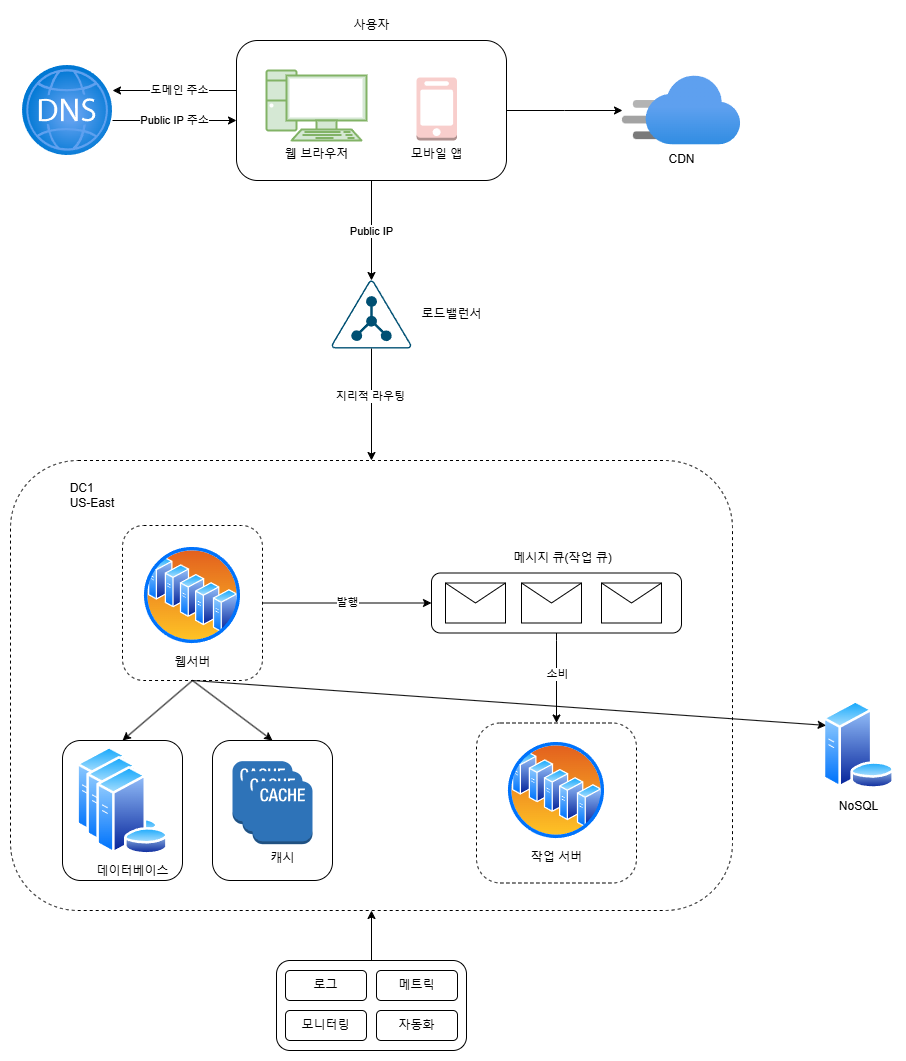 사용자
DNS
도메인 주소
Public IP 주소
웹 브라우저
모바일 앱
CDN
Public IP
로드밸런서
지리적 라우팅
DC1
US-East
메시지 큐(작업 큐)
발행
웹서버
소비
데이터베이스
CACHE
CACHE
CACHE
캐시
작업 서버
NoSQL
로그
메트릭
모니터링
자동화